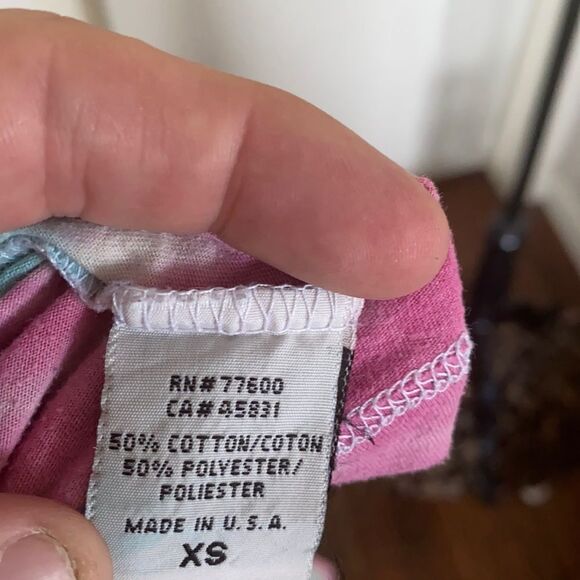 RN# 77600
CA# 45831
50% COTTON/COTON
50% POLYESTER/
POLIESTER
MADE IN U.S.A.
XS